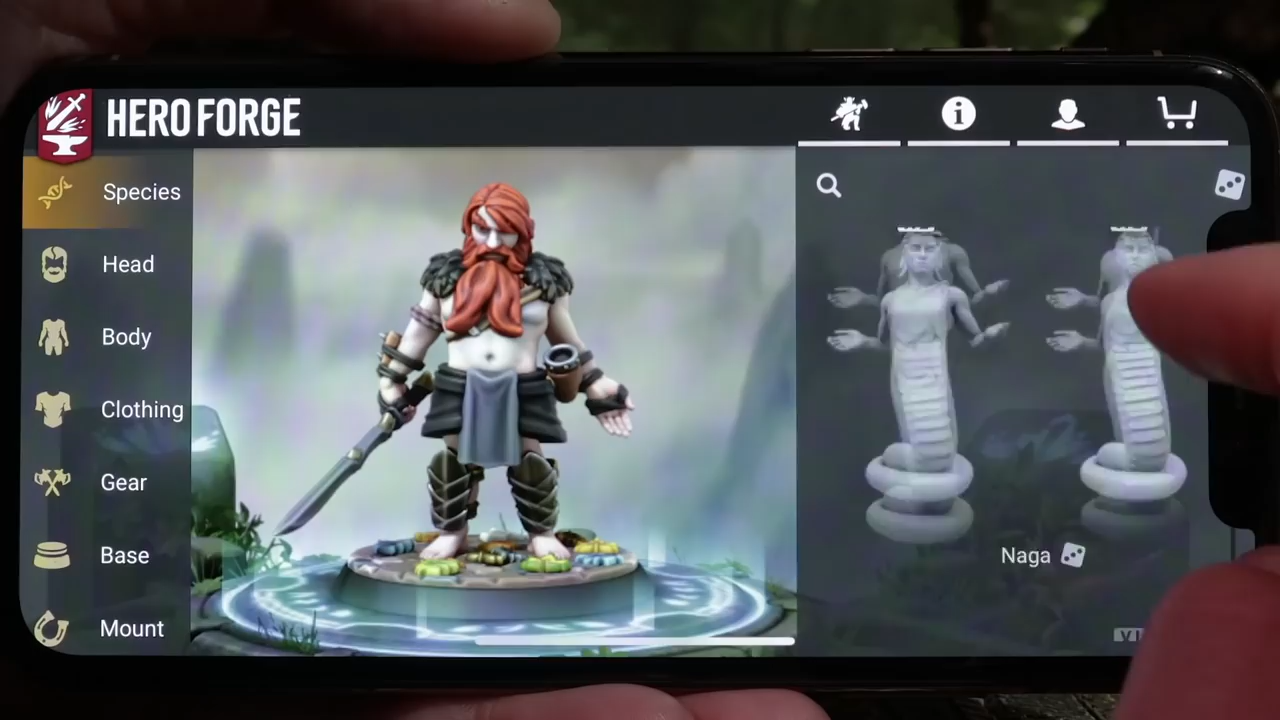 HERO FORGE
Species
Head
Body
Clothing
Gear
Base
Mount
Naga